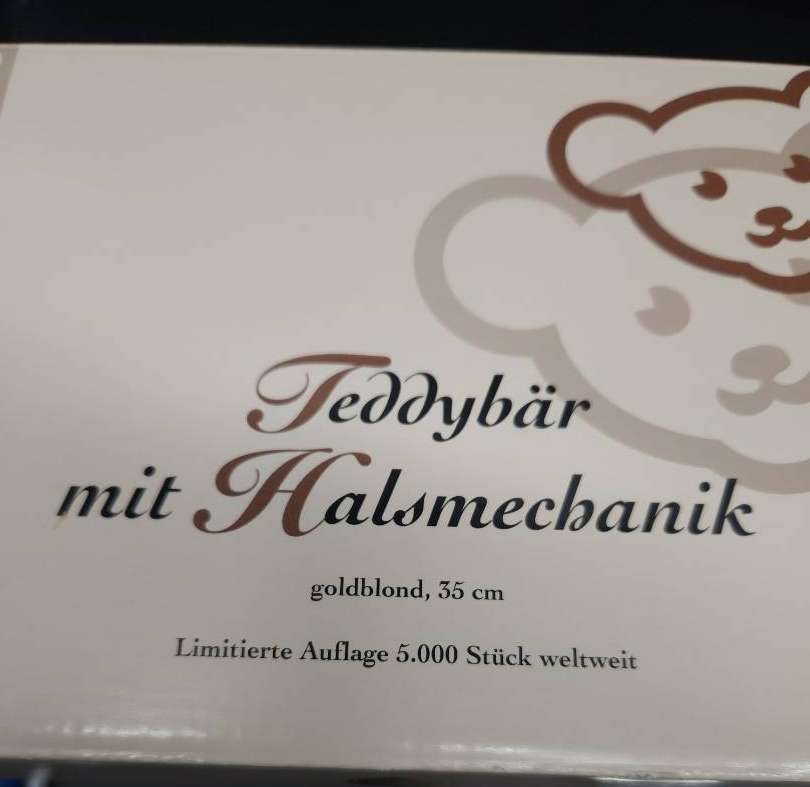 Teddybär
mit Halsmechanik
goldblond, 35 cm
Limitierte Auflage 5.000 Stück weltweit